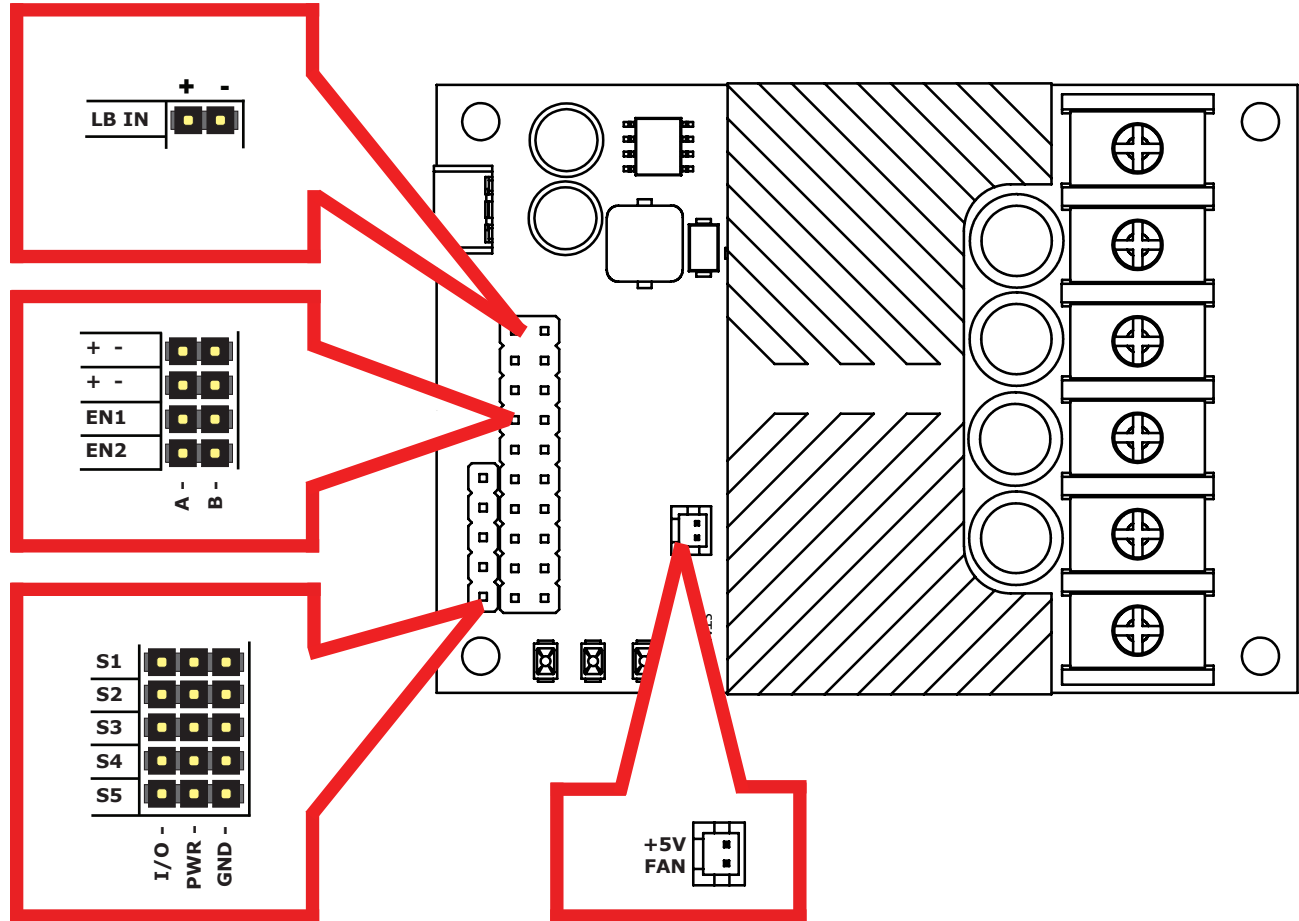 + -
LB IN
+ -
+ -
EN1
EN2
A -
B -
S1
S2
S3
S4
S5
I/O -
PWR -
GND -
+5V
FAN